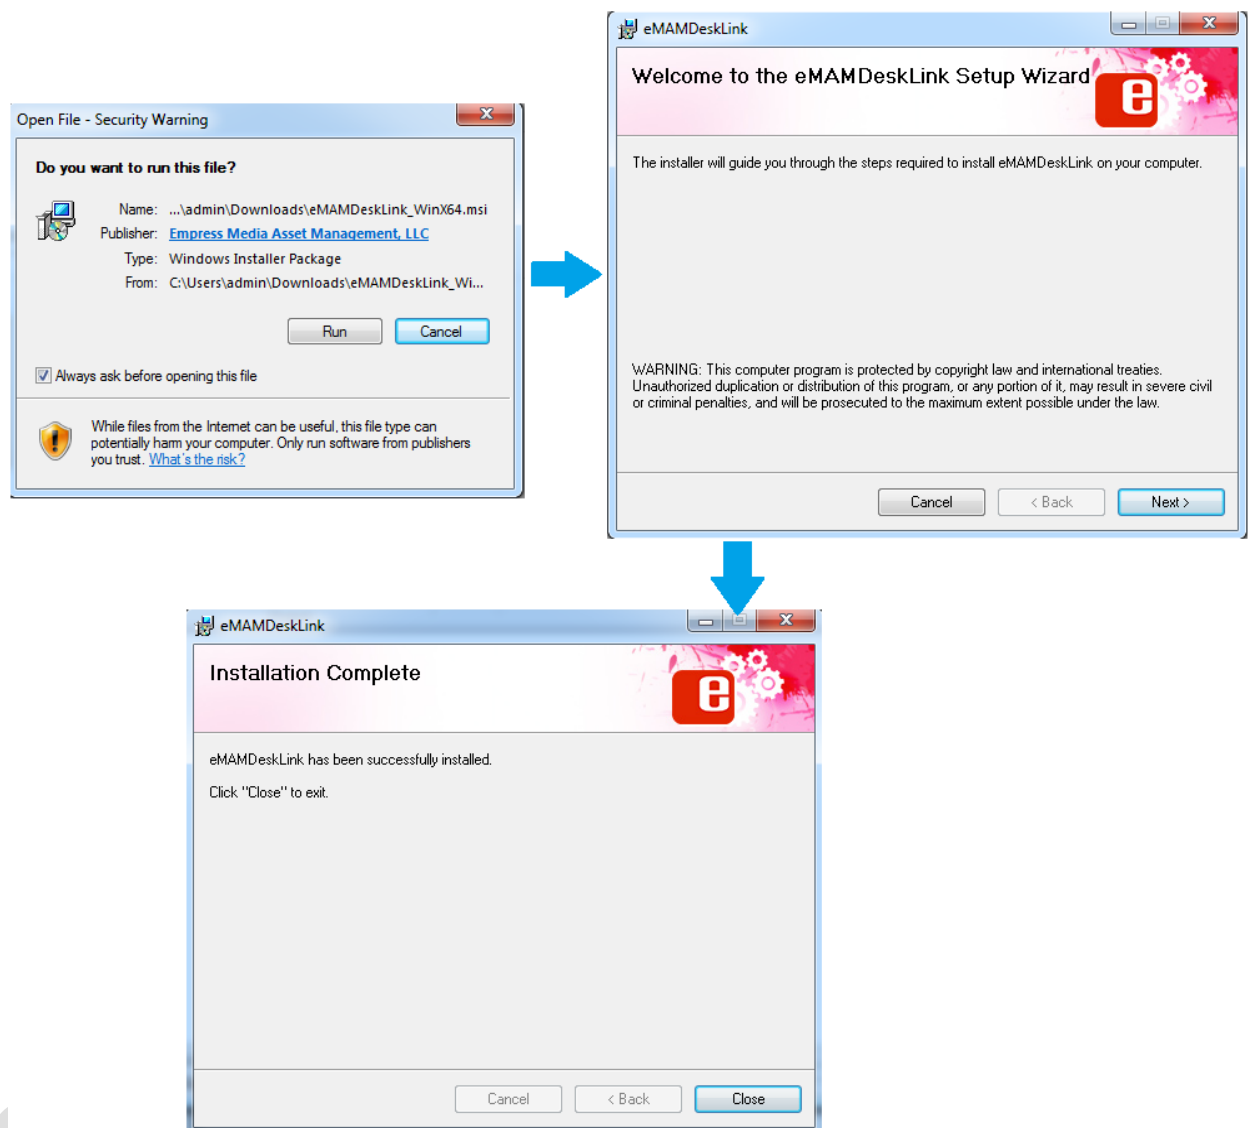 Open File - Security Warning
Do you want to run this file?
Name: ...\admin\Downloads\eMAMDeskLink_WinX64.msi
Publisher: Empress Media Asset Management, LLC
Type: Windows Installer Package
From: C:\Users\admin\Downloads\eMAMDeskLink_Wi...
Run Cancel
Always ask before opening this file
While files from the Internet can be useful, this file type can
potentially harm your computer. Only run software from publishers
you trust. What's the risk?
eMAMDeskLink
Welcome to the eMAMDeskLink Setup Wizard
e
The installer will guide you through the steps required to install eMAMDeskLink on your computer.
WARNING: This computer program is protected by copyright law and international treaties.
Unauthorized duplication or distribution of this program, or any portion of it, may result in severe civil
or criminal penalties, and will be prosecuted to the maximum extent possible under the law.
Cancel < Back Next >
eMAMDeskLink
Installation Complete
e
eMAMDeskLink has been successfully installed.
Click "Close" to exit.
Cancel < Back Close